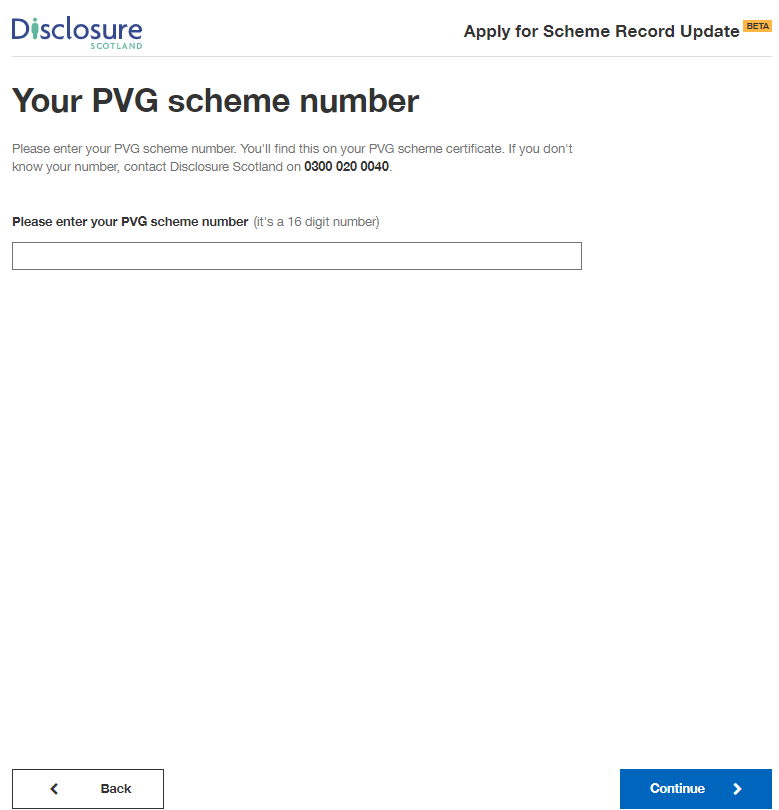 Disclosure
SCOTLAND
Apply for Scheme Record Update BETA
Your PVG scheme number
Please enter your PVG scheme number. You'll find this on your PVG scheme certificate. If you don't
know your number, contact Disclosure Scotland on 0300 020 0040.
Please enter your PVG scheme number (it's a 16 digit number)
Back
Continue